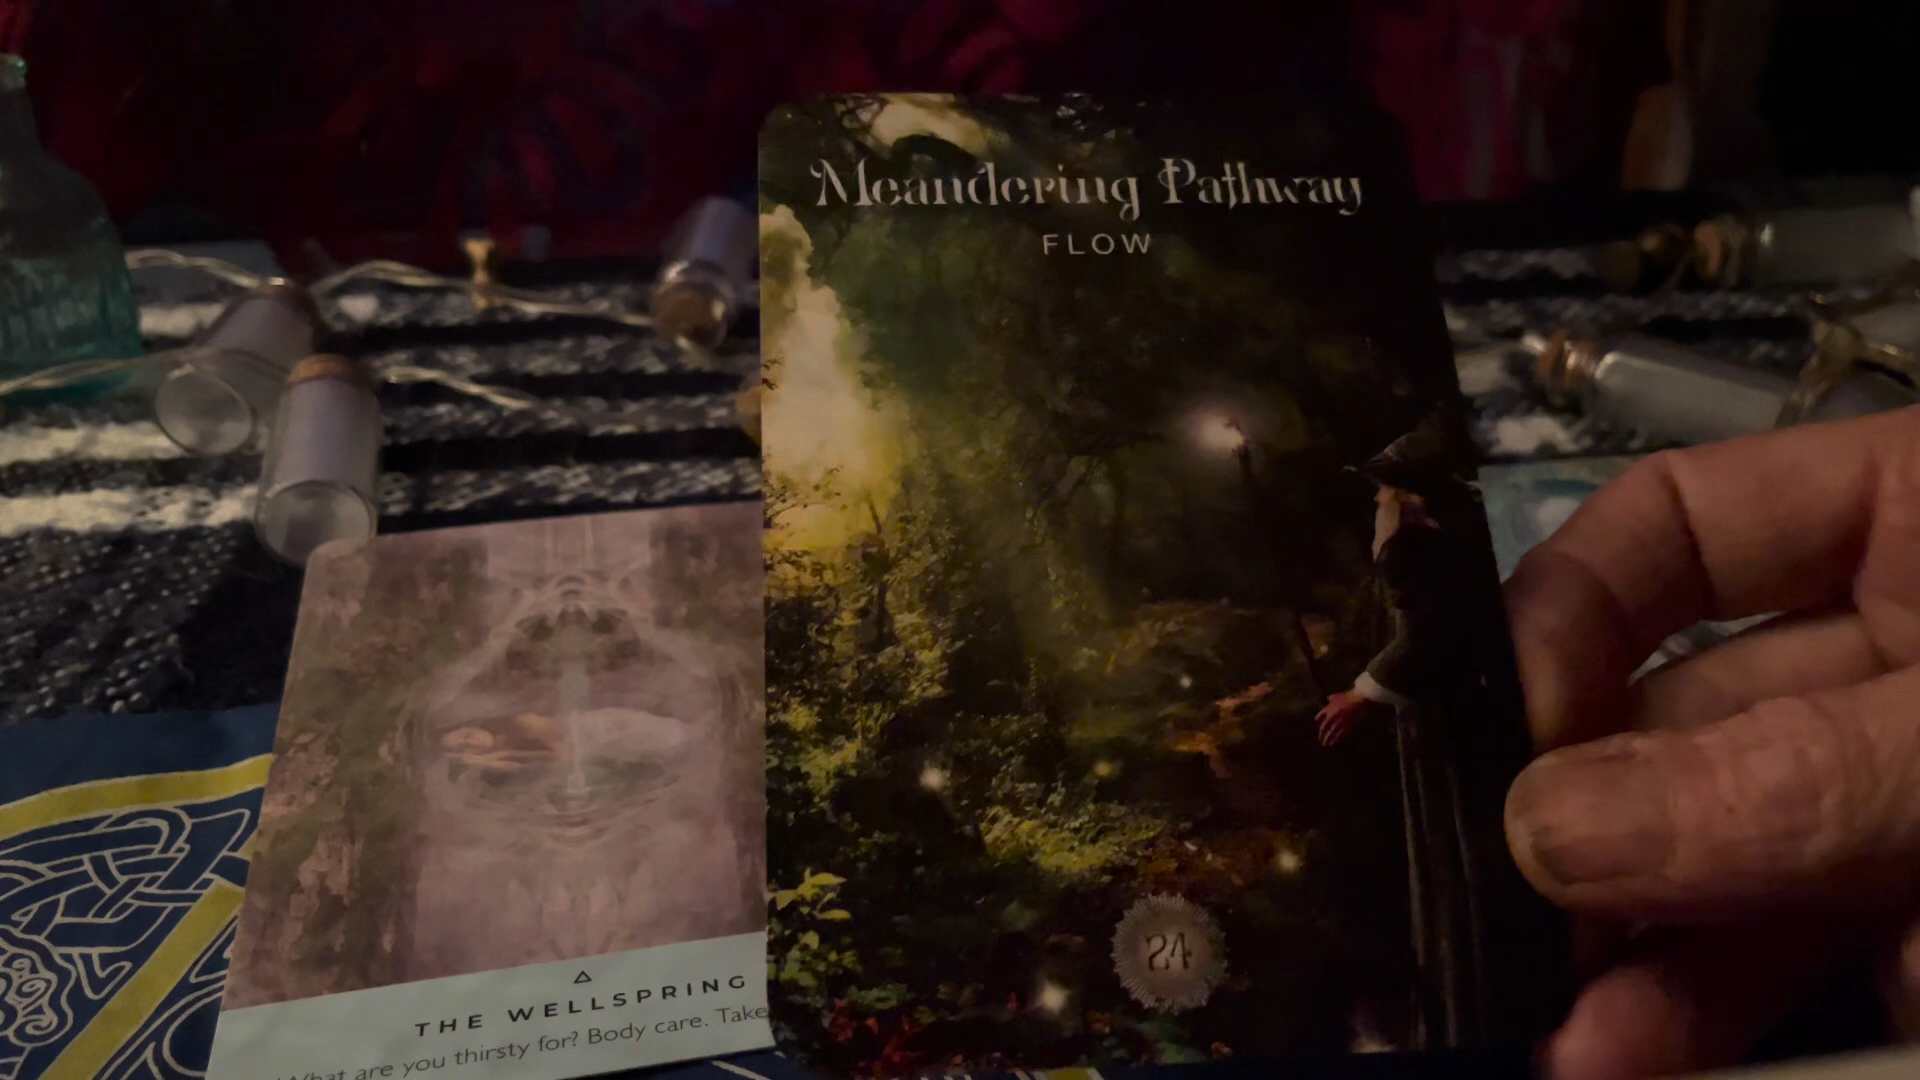 Meandering Pathway
FLOW
24
THE WELLSPRING
What are you thirsty for? Body care. Take